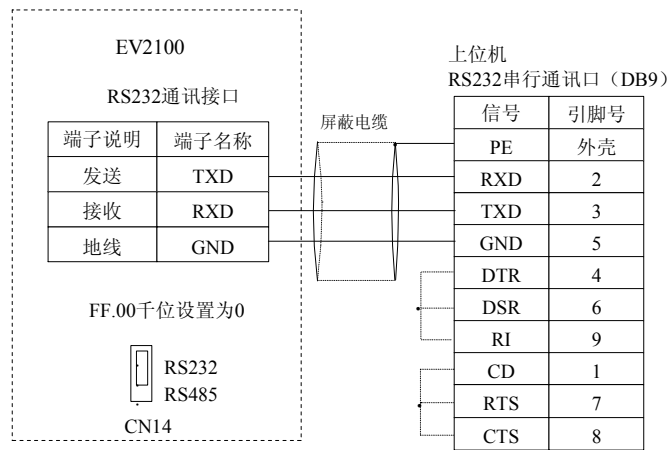 EV2100
RS232通讯接口
端子说明 端子名称
发送 TXD
接收 RXD
地线 GND
FF.00千位设置为0
RS232
RS485
CN14
屏蔽电缆
上位机
RS232串行通讯口（DB9）
信号 引脚号
PE 外壳
RXD 2
TXD 3
GND 5
DTR 4
DSR 6
RI 9
CD 1
RTS 7
CTS 8